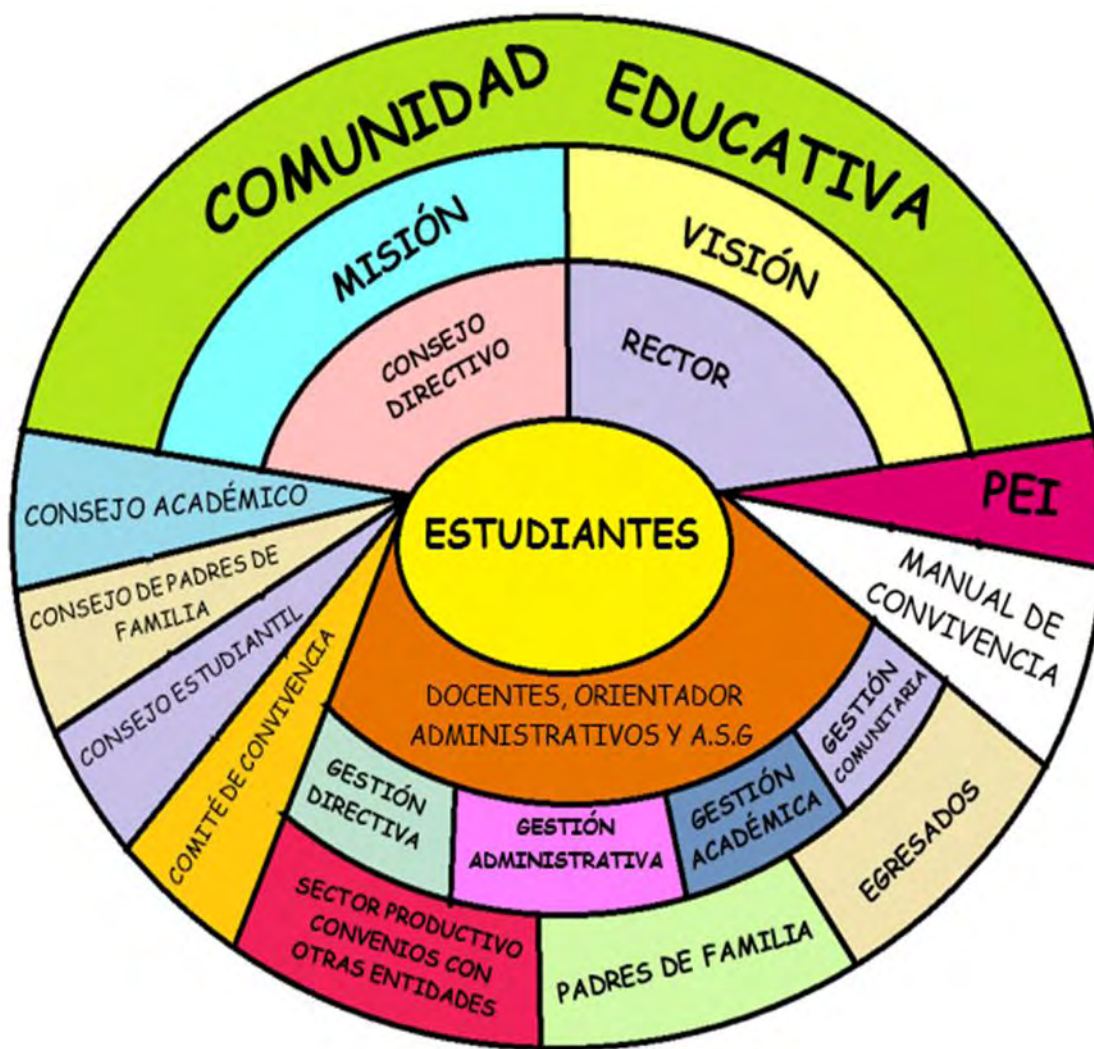 COMUNIDAD EDUCATIVA
MISIÓN
VISIÓN
CONSEJO
DIRECTIVO
RECTOR
ESTUDIANTES
CONSEJO ACADÉMICO
CONSEJO DE PADRES DE
FAMILIA
CONSEJO ESTUDIANTIL
COMITÉ DE CONVIVENCIA
PEI
MANUAL DE
CONVIVENCIA
DOCENTES, ORIENTADOR
ADMINISTRATIVOS Y A.S.G
GESTIÓN
DIRECTIVA
GESTIÓN
ADMINISTRATIVA
GESTIÓN
ACADÉMICA
GESTIÓN
COMUNITARIA
SECTOR PRODUCTIVO
CONVENIOS CON
OTRAS ENTIDADES
PADRES DE FAMILIA
EGRESADOS